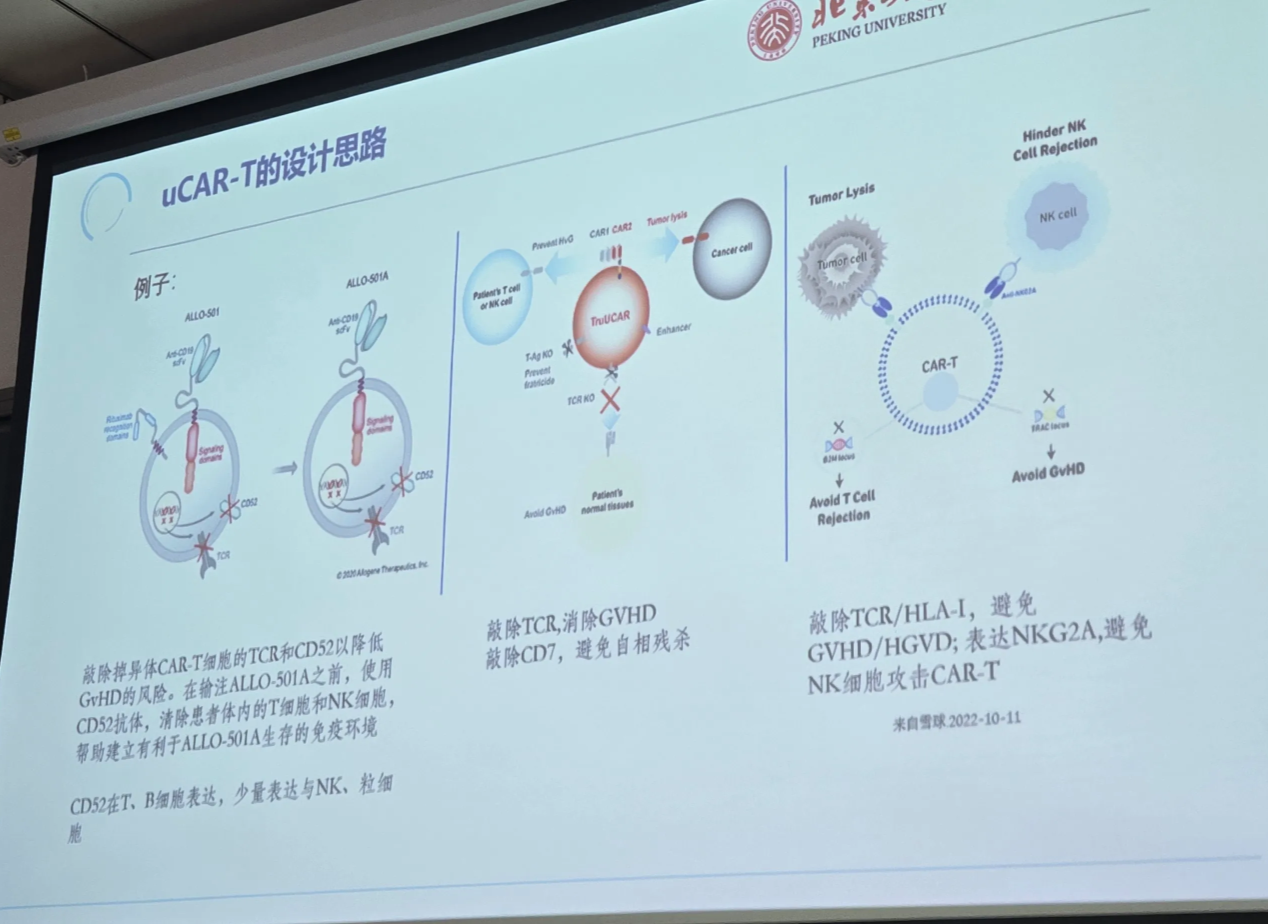 PEKING UNIVERSITY
uCAR-T的设计思路
例子：
ALLO-501
Anti-CD19
scFv
Rituximab
recognition
domains
Signaling
domains
CD52
TCR
ALLO-501A
Anti-CD19
scFv
Signaling
domains
CD52
TCR
© 2020 Allogene Therapeutics, Inc.
敲除掉异体CAR-T细胞的TCR和CD52以降低
GvHD的风险。在输注ALLO-501A之前，使用
CD52抗体，清除患者体内的T细胞和NK细胞，
帮助建立有利于ALLO-501A生存的免疫环境
CD52在T、B细胞表达，少量表达与NK、粒细
胞
Prevent HvG
CAR1 CAR2
Tumor lysis
Patient's T cell
or NK cell
Cancer cell
TruUCAR
Enhancer
T-Ag KO
Prevent
fratricide
TCR KO
Avoid GvHD
Patient's
normal tissues
敲除TCR,消除GVHD
敲除CD7，避免自相残杀
Hinder NK
Cell Rejection
Tumor Lysis
NK cell
Tumor cell
Anti-NKG2A
CAR-T
B2M locus
TRAC locus
Avoid T Cell
Rejection
Avoid GvHD
敲除TCR/HLA-I，避免
GVHD/HGVD; 表达NKG2A,避免
NK细胞攻击CAR-T
来自雪球 2022-10-11